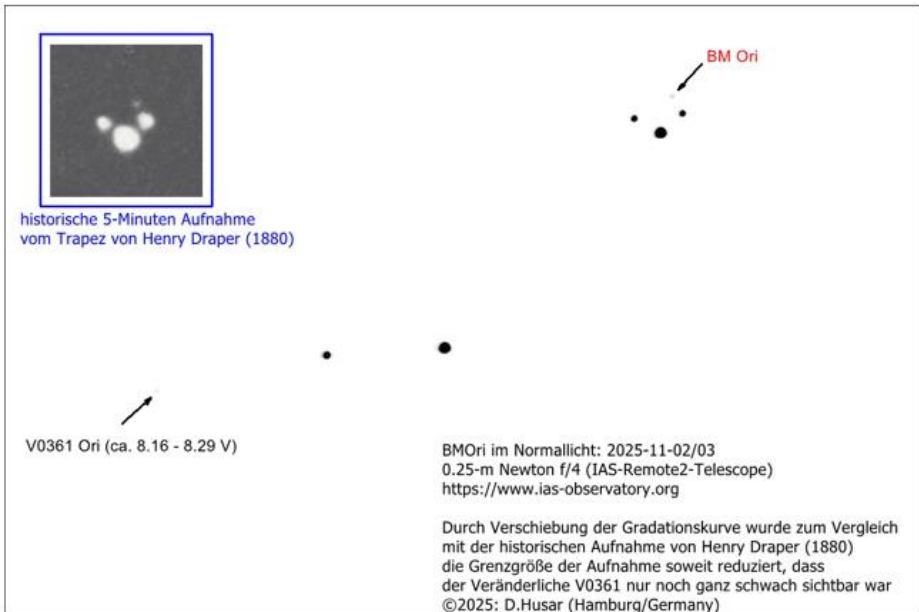 BM Ori
historische 5-Minuten Aufnahme
vom Trapez von Henry Draper (1880)
V0361 Ori (ca. 8.16 - 8.29 V)
BMOri im Normallicht: 2025-11-02/03
0.25-m Newton f/4 (IAS-Remote2-Telescope)
https://www.ias-observatory.org
Durch Verschiebung der Gradationskurve wurde zum Vergleich
mit der historischen Aufnahme von Henry Draper (1880)
die Grenzgröße der Aufnahme soweit reduziert, dass
der Veränderliche V0361 nur noch ganz schwach sichtbar war
©2025: D.Husar (Hamburg/Germany)